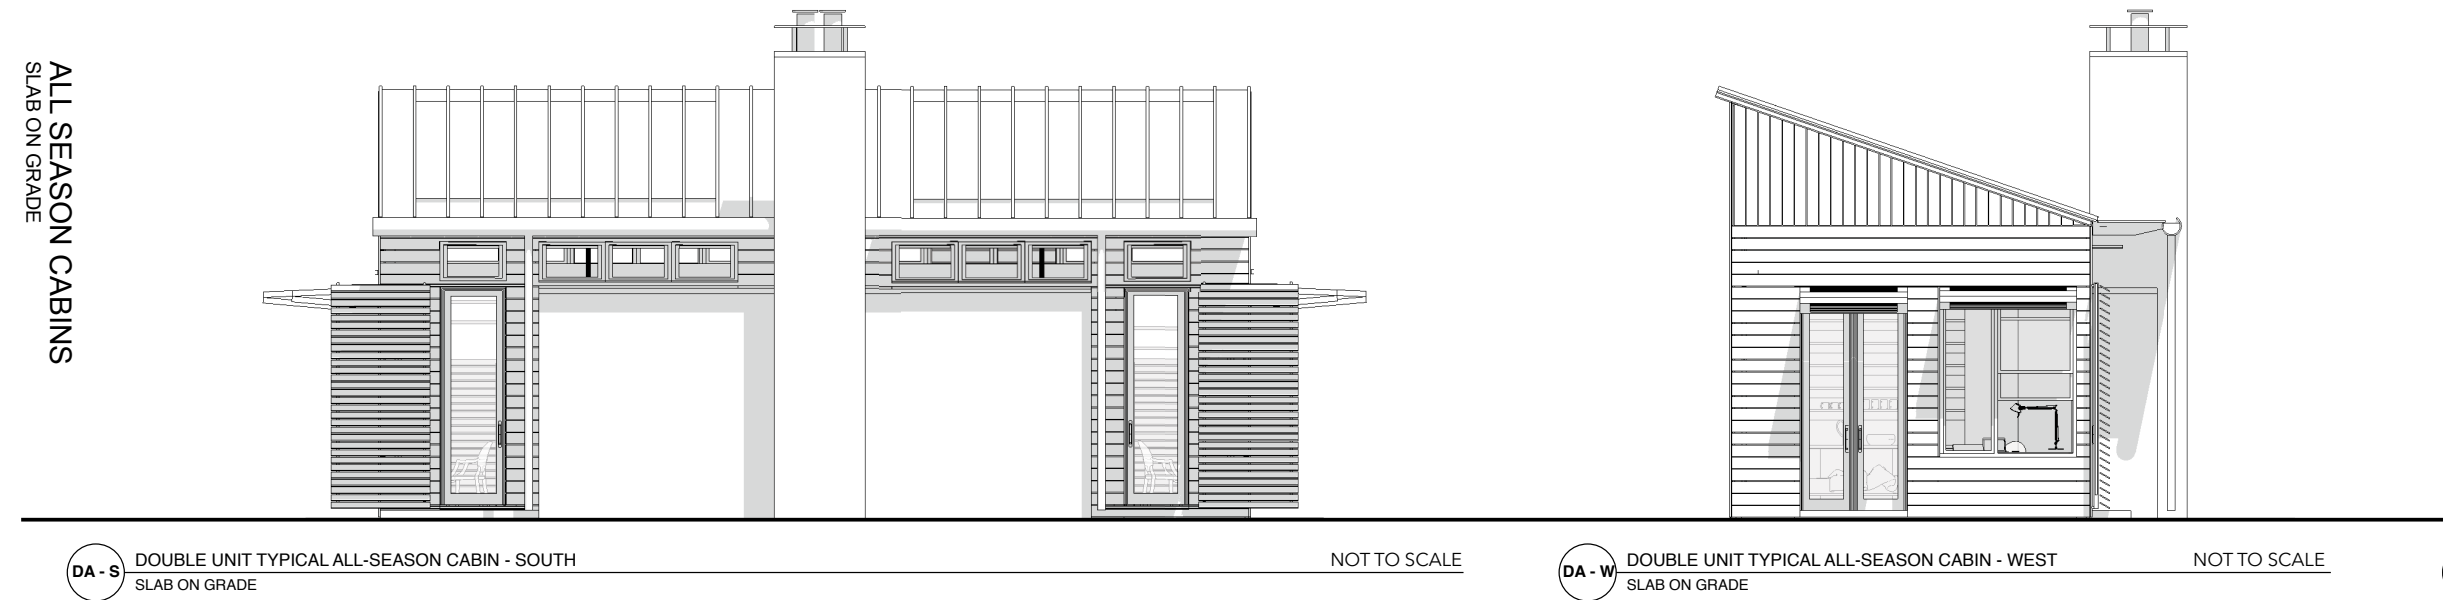 ALL SEASON CABINS
SLAB ON GRADE
DA - S
DOUBLE UNIT TYPICAL ALL-SEASON CABIN - SOUTH
NOT TO SCALE
SLAB ON GRADE
DA - W
DOUBLE UNIT TYPICAL ALL-SEASON CABIN - WEST
NOT TO SCALE
SLAB ON GRADE